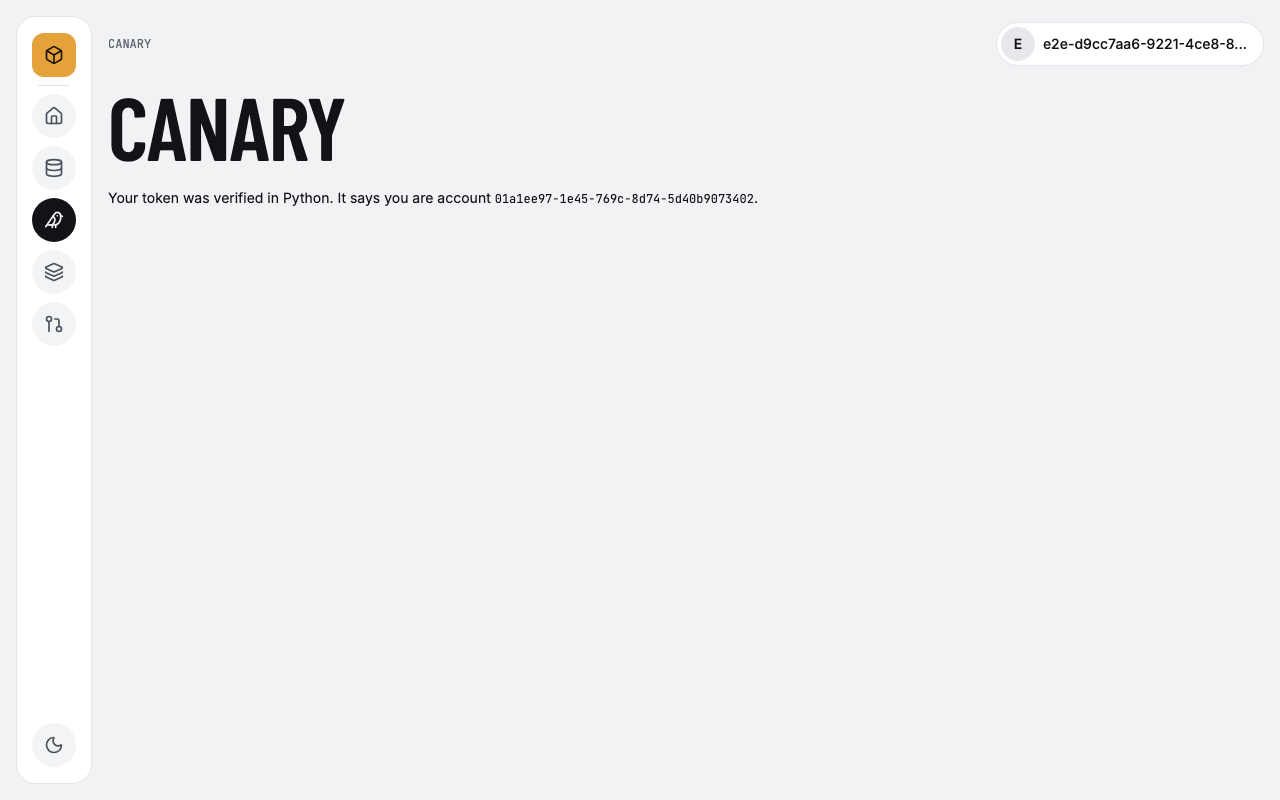 CANARY
E
e2e-d9cc7aa6-9221-4ce8-8...
CANARY
Your token was verified in Python. It says you are account 01a1ee97-1e45-769c-8d74-5d40b9073402.